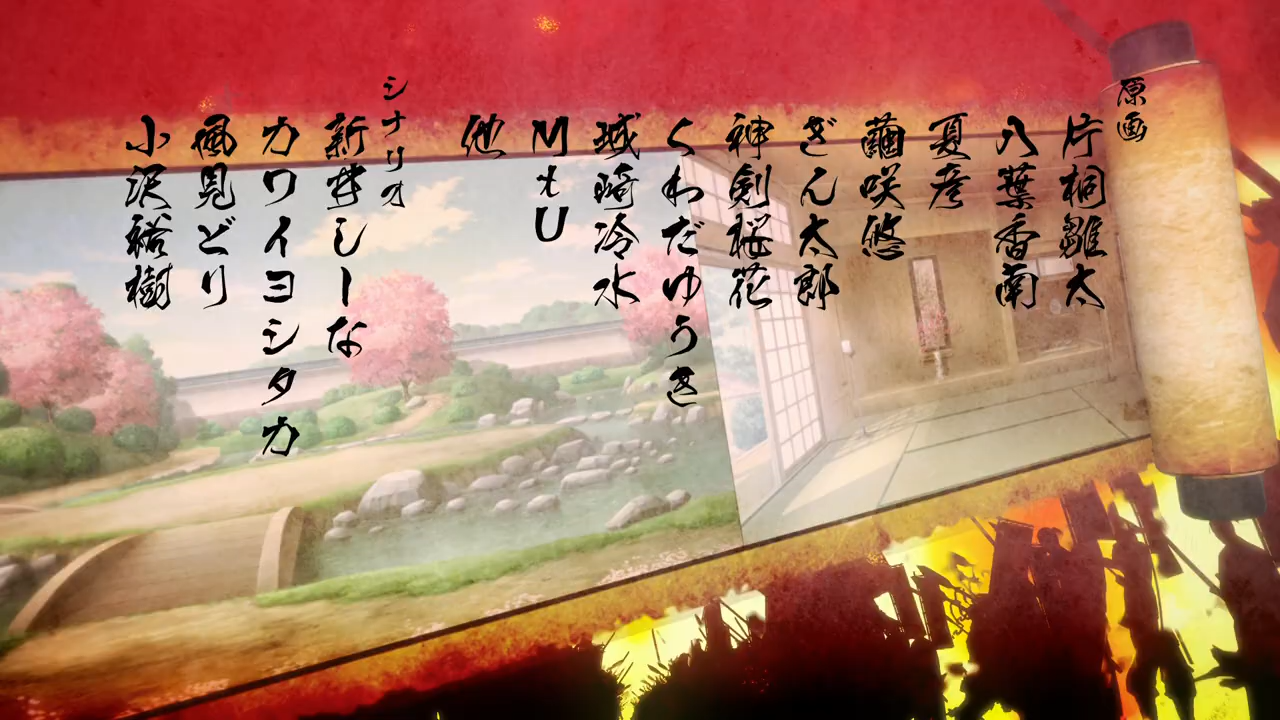 原画
片桐雛太
八葉香南
夏彦
繭咲悠
ぎん太郎
神剣桜花
くわだゆうき
城崎冷水
MtU
他
シナリオ
新井しーな
カワイヨシタカ
風見どり
小沢裕樹